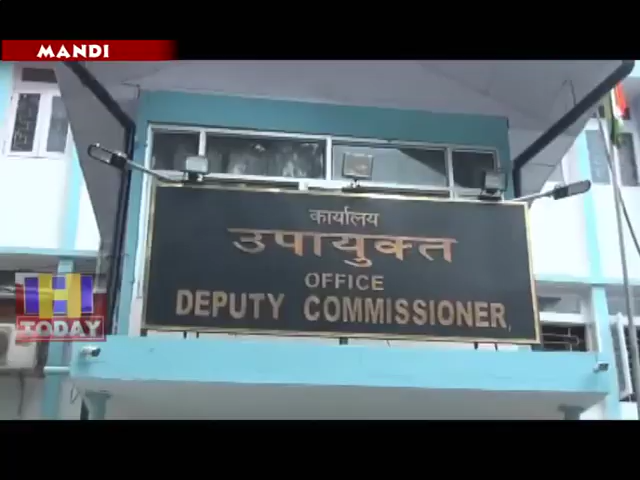 MANDI
कार्यालय
उपायुक्त
OFFICE
DEPUTY COMMISSIONER
H
TODAY